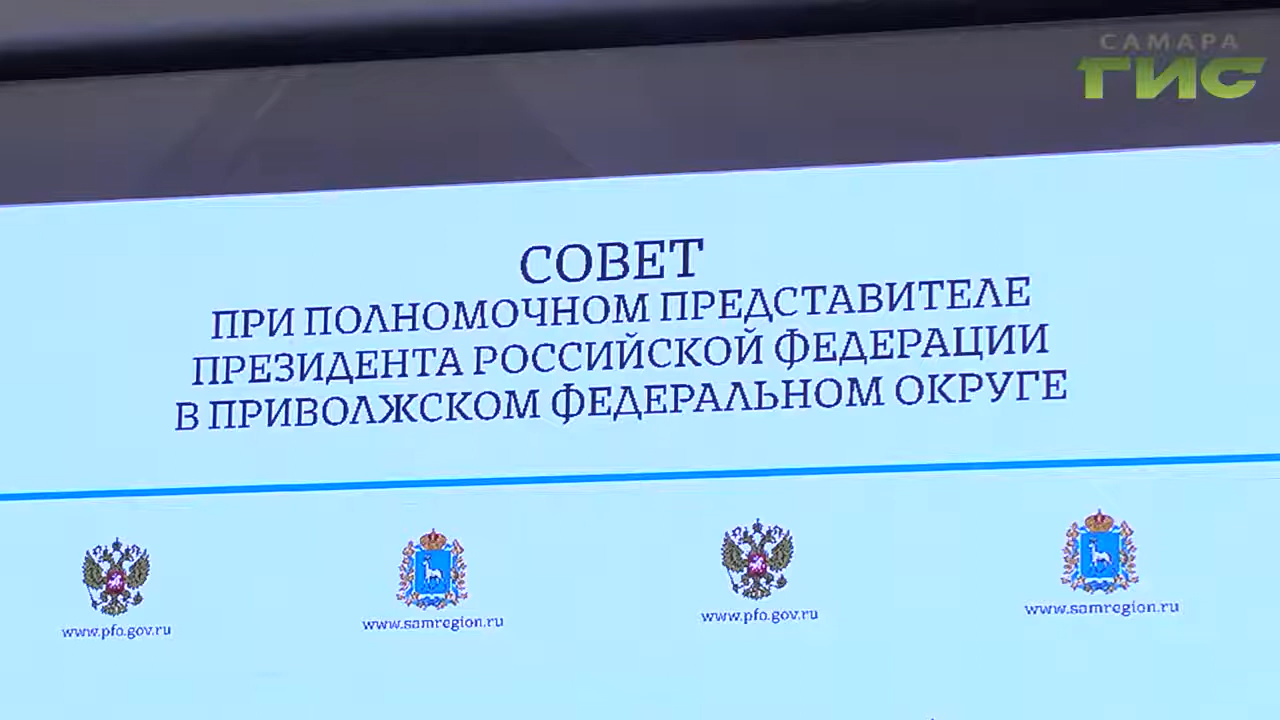 САМАРА
ГИС
СОВЕТ
ПРИ ПОЛНОМОЧНОМ ПРЕДСТАВИТЕЛЕ
ПРЕЗИДЕНТА РОССИЙСКОЙ ФЕДЕРАЦИИ
В ПРИВОЛЖСКОМ ФЕДЕРАЛЬНОМ ОКРУГЕ
www.pfo.gov.ru
www.samregion.ru
www.pfo.gov.ru
www.samregion.ru